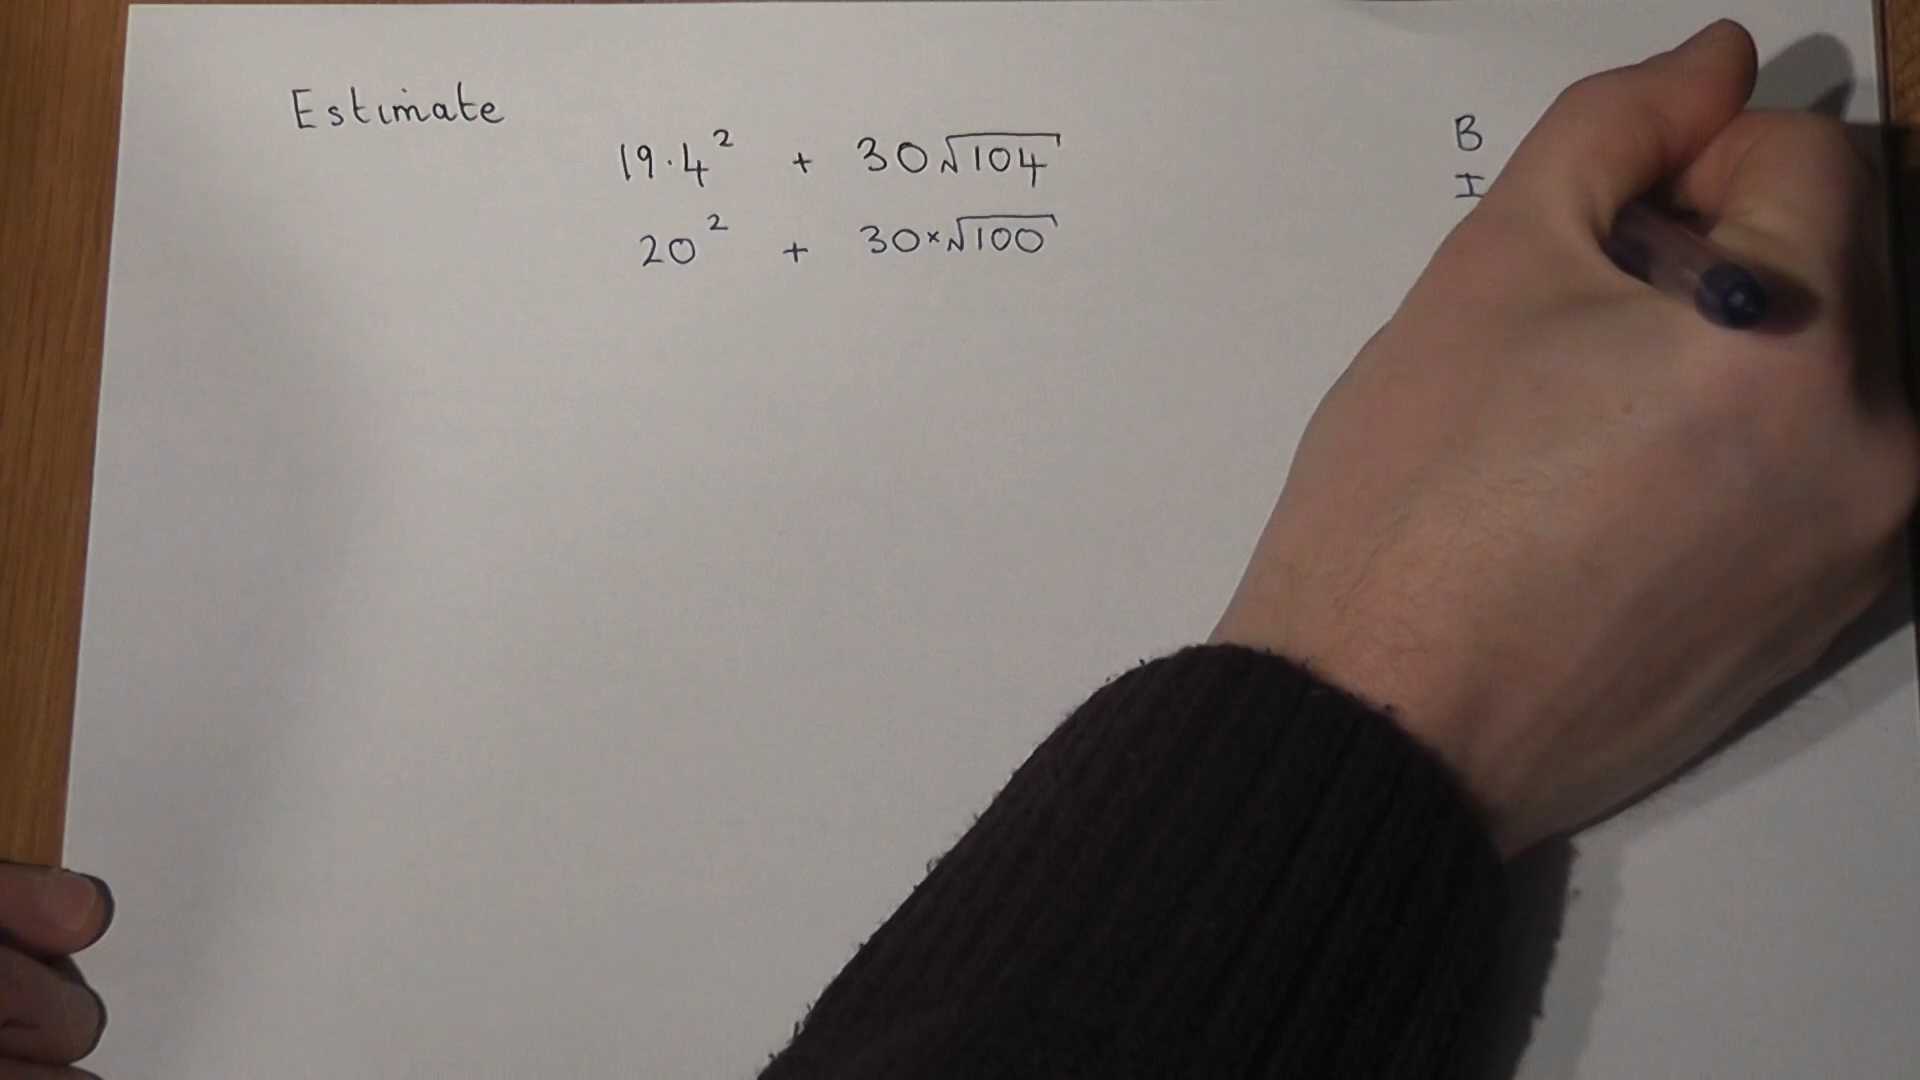 Estimate
19.4² + 30√104
20² + 30×√100
B
I